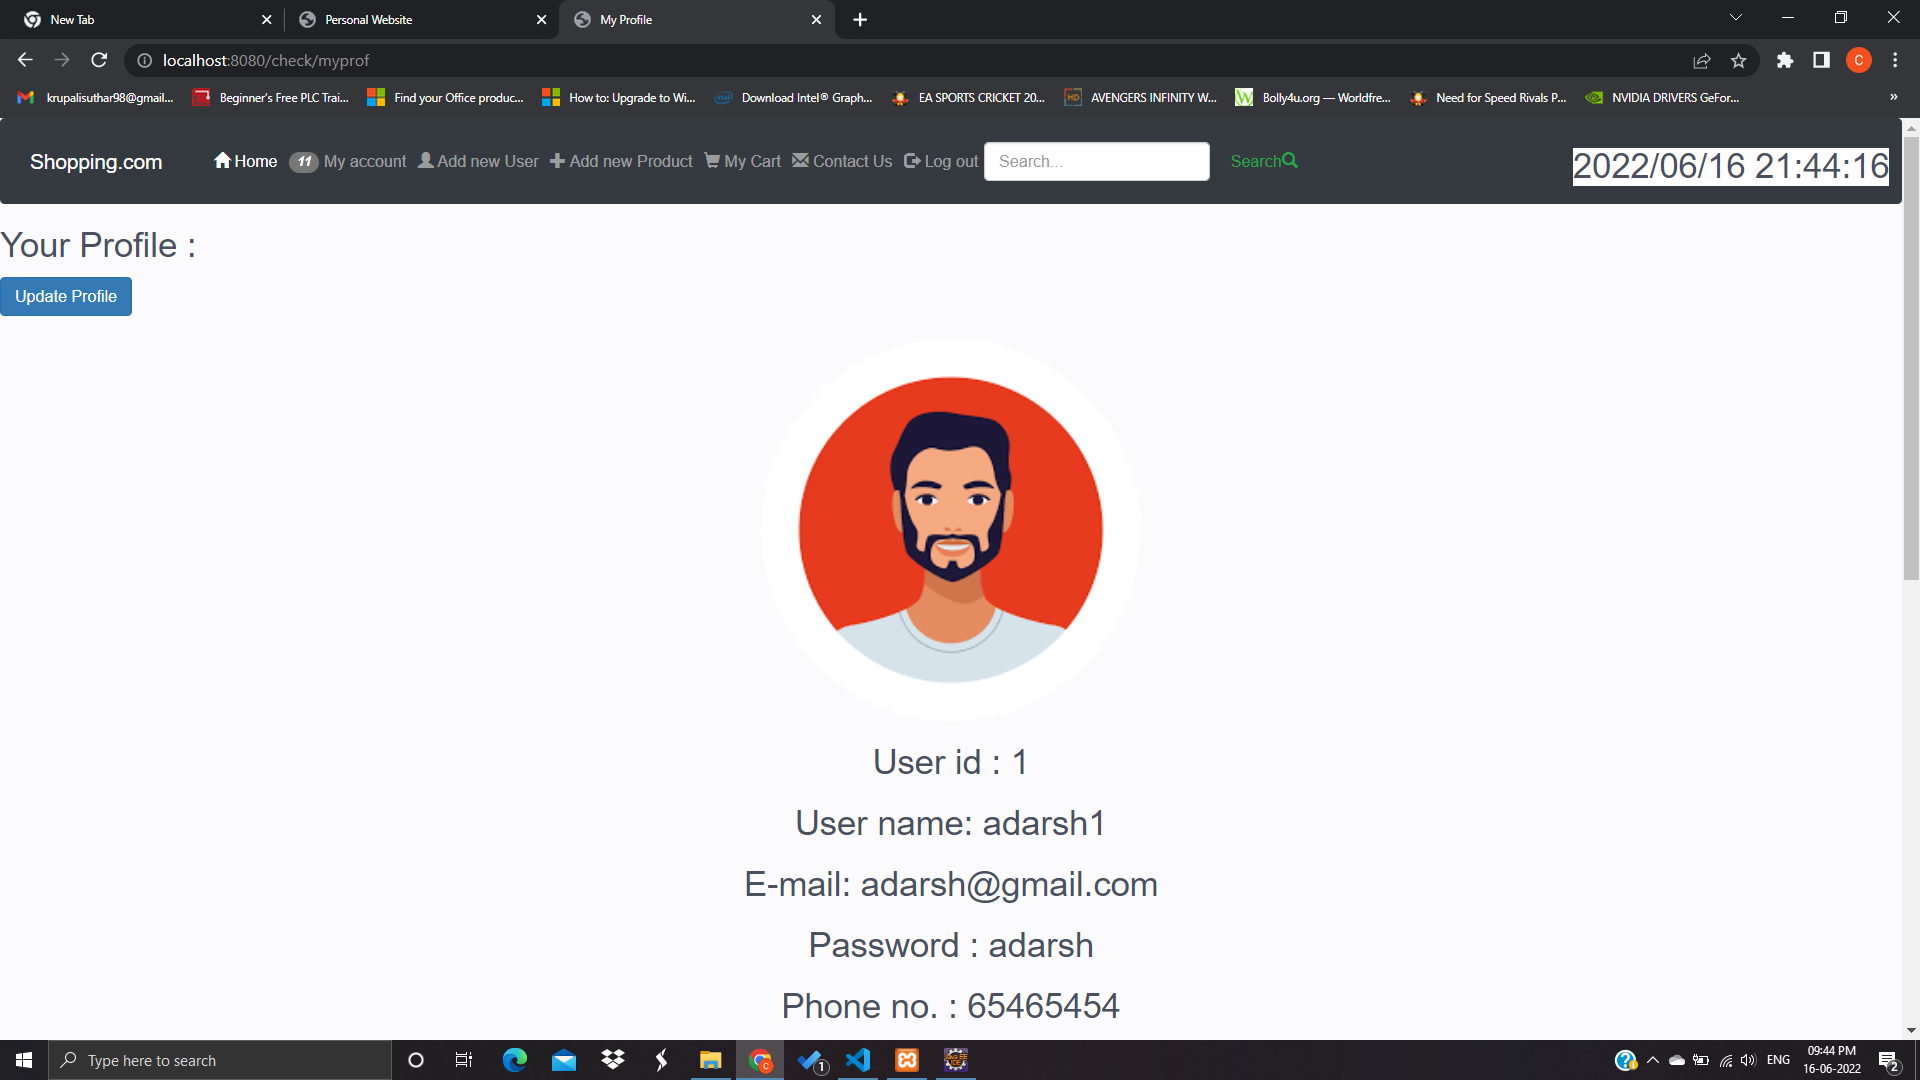 New Tab
Personal Website
My Profile
localhost:8080/check/myprof
C
krupalisuthar98@gmail...
Beginner's Free PLC Trai...
Find your Office produc...
How to: Upgrade to Wi...
Download Intel® Graph...
EA SPORTS CRICKET 20...
AVENGERS INFINITY W...
Bolly4u.org — Worldfre...
Need for Speed Rivals P...
NVIDIA DRIVERS GeFor...
»
Shopping.com
Home
11 My account
Add new User
Add new Product
My Cart
Contact Us
Log out
Search...
Search
2022/06/16 21:44:16
Your Profile :
Update Profile
User id : 1
User name: adarsh1
E-mail: adarsh@gmail.com
Password : adarsh
Phone no. : 65465454
Type here to search
1
ENG
09:44 PM
16-06-2022
2